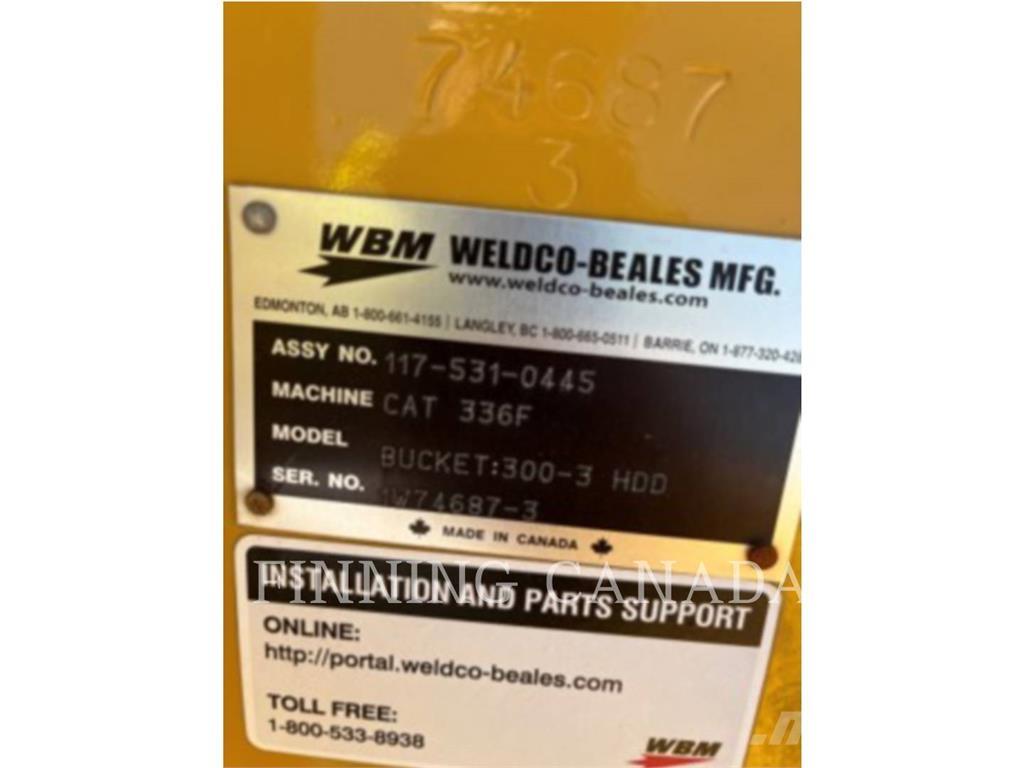 74687
3
WBM WELDCO-BEALES MFG.
www.weldco-beales.com
EDMONTON, AB 1-800-661-4155 | LANGLEY, BC 1-800-665-0511 | BARRIE, ON 1-877-320-428
ASSY NO. 117-531-0445
MACHINE CAT 336F
MODEL BUCKET:300-3 HDD
SER. NO. 1W74687-3
MADE IN CANADA
FINNING CANADA
INSTALLATION AND PARTS SUPPORT
ONLINE:
http://portal.weldco-beales.com
TOLL FREE:
1-800-533-8938
WBM